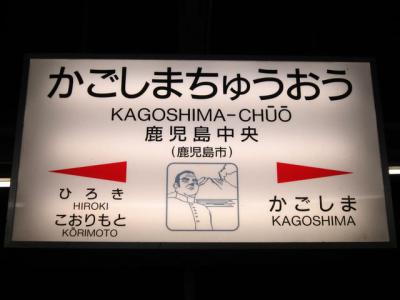 かごしまちゅうおう
KAGOSHIMA-CHŪŌ
鹿児島中央
(鹿児島市)
ひろき
HIROKI
こおりもと
KŌRIMOTO
かごしま
KAGOSHIMA